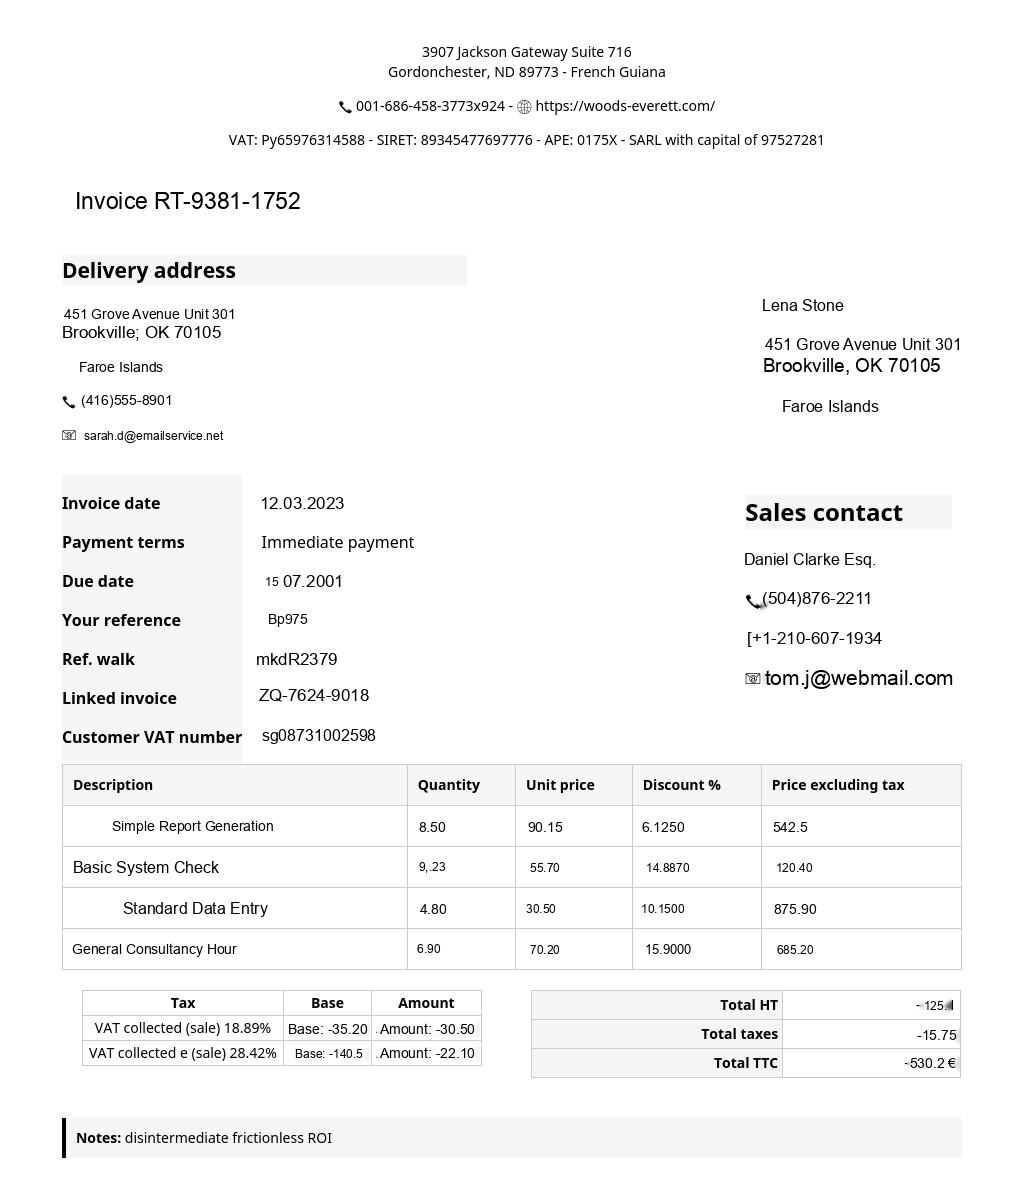 3907 Jackson Gateway Suite 716
Gordonchester, ND 89773 - French Guiana
001-686-458-3773x924 - https://woods-everett.com/
VAT: Py65976314588 - SIRET: 89345477697776 - APE: 0175X - SARL with capital of 97527281
Invoice RT-9381-1752
Delivery address
451 Grove Avenue Unit 301
Brookville; OK 70105
Faroe Islands
(416)555-8901
sarah.d@emailservice.net
Lena Stone
451 Grove Avenue Unit 301
Brookville, OK 70105
Faroe Islands
Invoice date 12.03.2023
Payment terms Immediate payment
Due date 15 07.2001
Your reference Bp975
Ref. walk mkdR2379
Linked invoice ZQ-7624-9018
Customer VAT number sg08731002598
Sales contact
Daniel Clarke Esq.
(504)876-2211
[+1-210-607-1934
tom.j@webmail.com
Description Quantity Unit price Discount % Price excluding tax
Simple Report Generation 8.50 90.15 6.1250 542.5
Basic System Check 9,.23 55.70 14.8870 120.40
Standard Data Entry 4.80 30.50 10.1500 875.90
General Consultancy Hour 6.90 70.20 15.9000 685.20
Tax Base Amount
VAT collected (sale) 18.89% Base: -35.20 Amount: -30.50
VAT collected e (sale) 28.42% Base: -140.5 Amount: -22.10
Total HT
Total taxes -15.75
Total TTC -530.2 €
Notes: disintermediate frictionless ROI